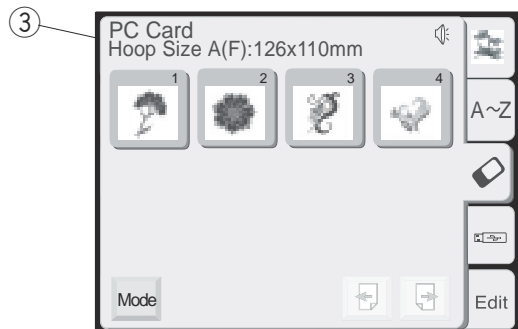 3
PC Card
Hoop Size A(F):126x110mm
1 2 3 4
A~Z
Mode
Edit